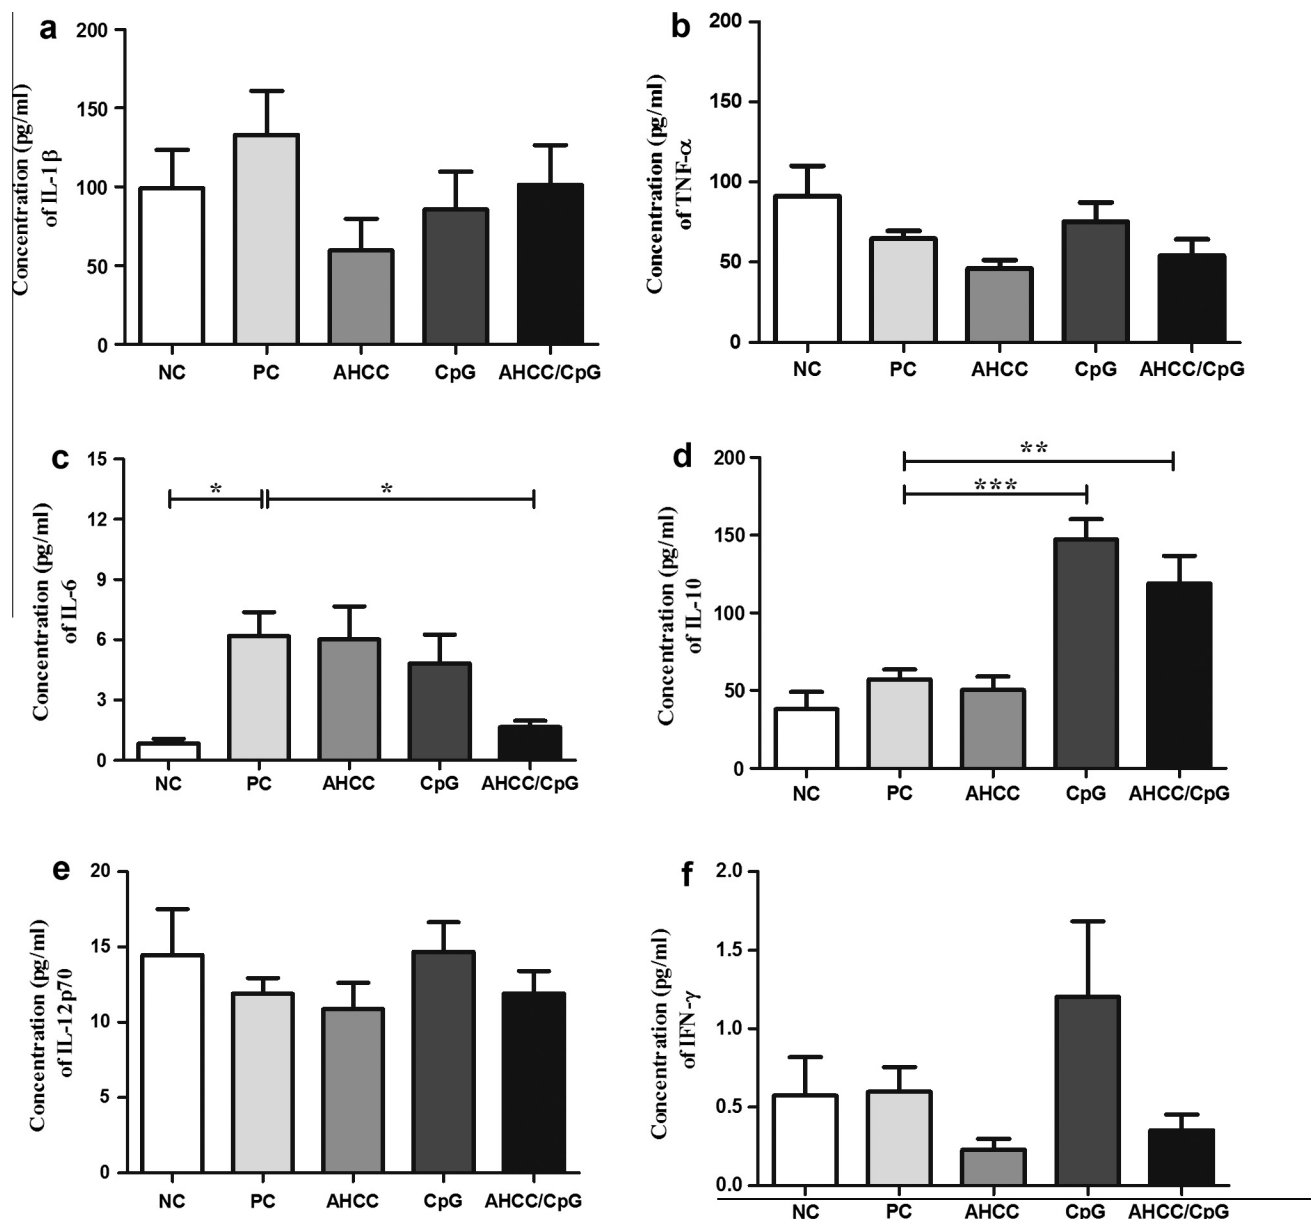 a
200
150
100
50
0
Concentration (pg/ml)
of IL-1β
NC PC AHCC CpG AHCC/CpG
b
200
150
100
50
0
Concentration (pg/ml)
of TNF-α
NC PC AHCC CpG AHCC/CpG
c
15
12
9
6
3
0
Concentration (pg/ml)
of IL-6
* *
NC PC AHCC CpG AHCC/CpG
d
200
150
100
50
0
Concentration (pg/ml)
of IL-10
**
***
NC PC AHCC CpG AHCC/CpG
e
20
15
10
5
0
Concentration (pg/ml)
of IL-12p70
NC PC AHCC CpG AHCC/CpG
f
2.0
1.5
1.0
0.5
0.0
Concentration (pg/ml)
of IFN-γ
NC PC AHCC CpG AHCC/CpG